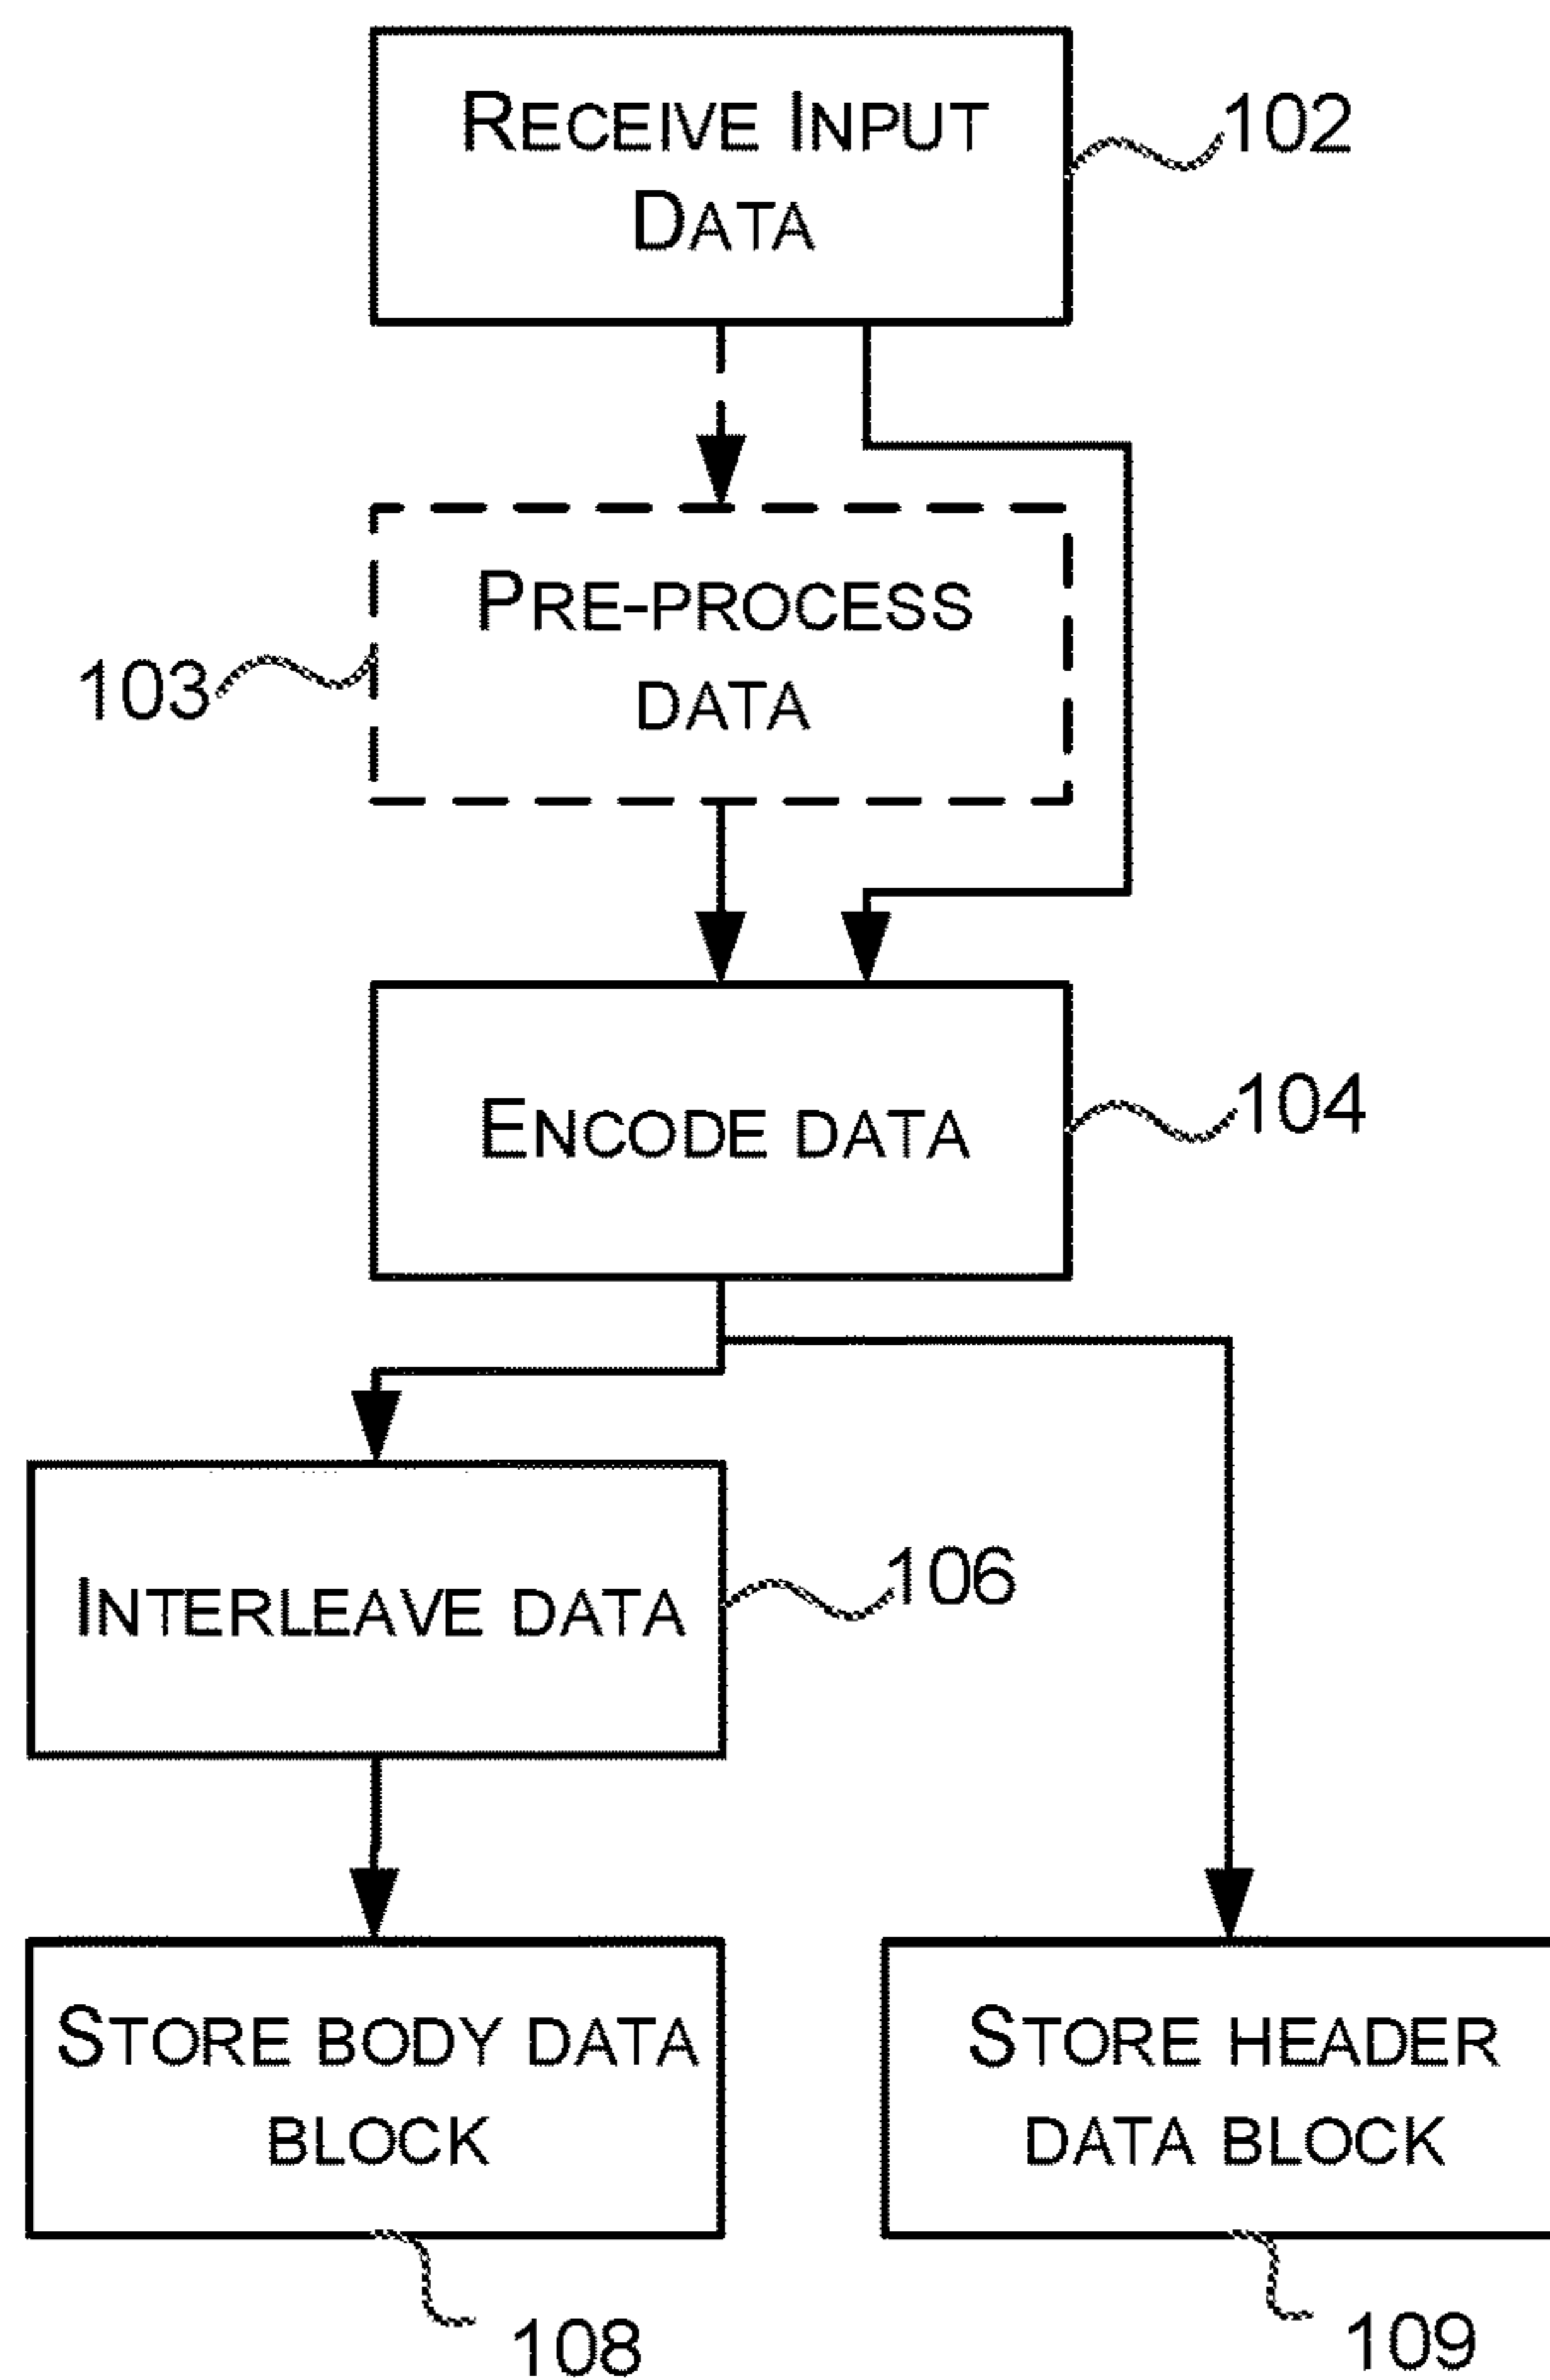 RECEIVE INPUT
DATA
102
PRE-PROCESS
DATA
103
ENCODE DATA
104
INTERLEAVE DATA
106
STORE BODY DATA
BLOCK
108
STORE HEADER
DATA BLOCK
109